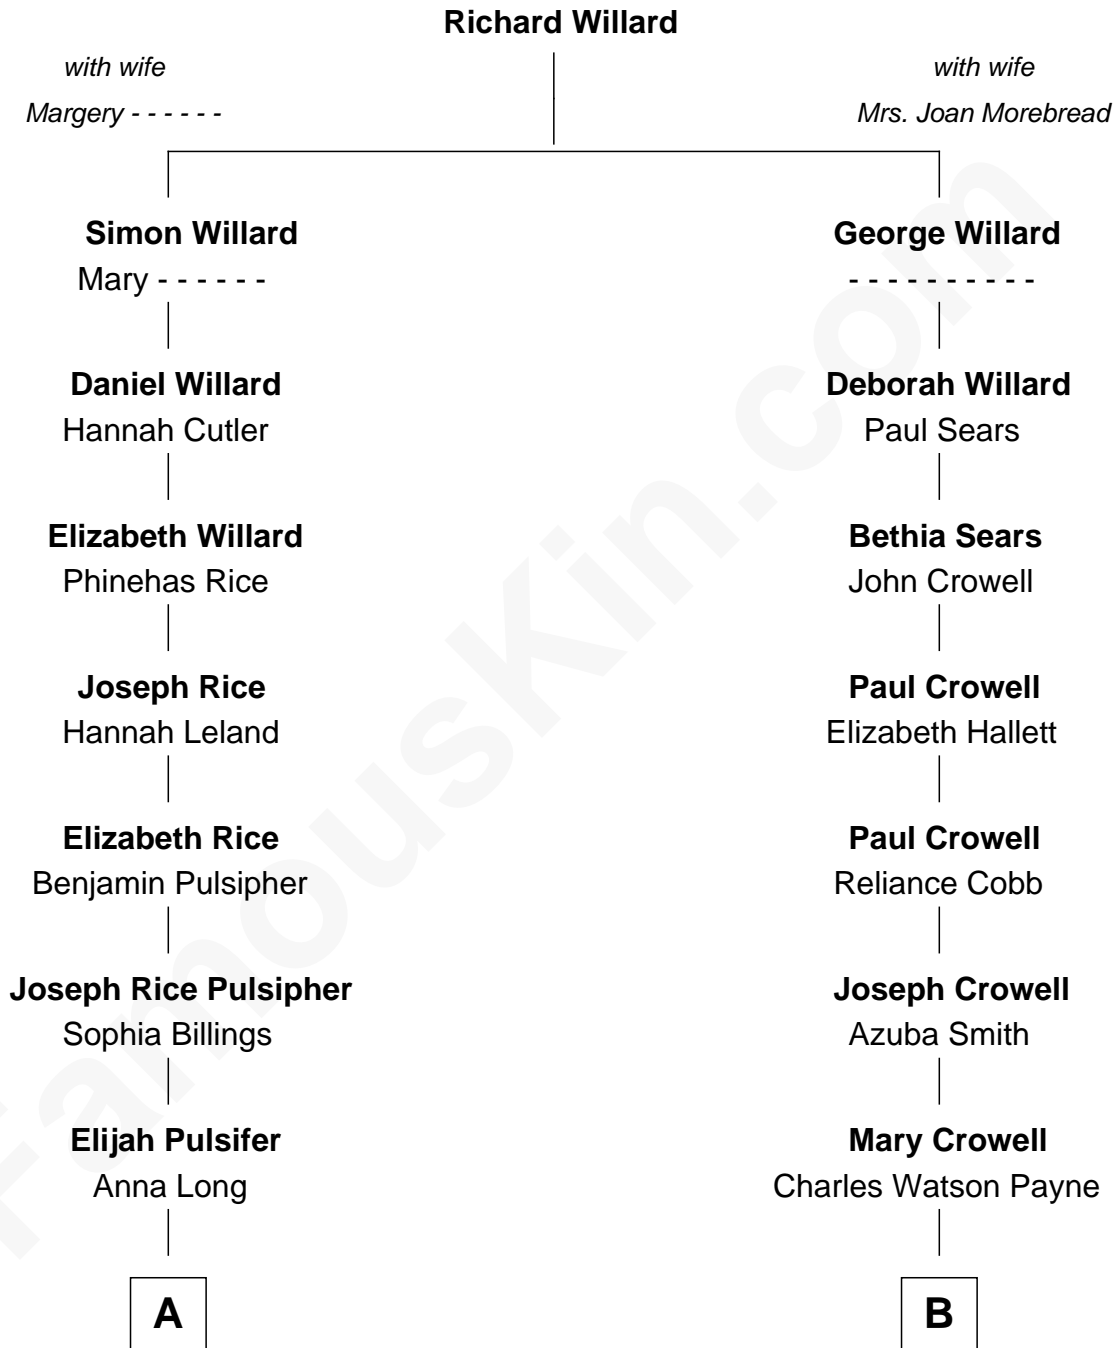 Richard Willard
with wife
Margery - - - - - -
with wife
Mrs. Joan Morebread
Simon Willard
Mary - - - - - -
George Willard
- - - - - - - - - -
Daniel Willard
Hannah Cutler
Deborah Willard
Paul Sears
Elizabeth Willard
Phinehas Rice
Bethia Sears
John Crowell
Joseph Rice
Hannah Leland
Paul Crowell
Elizabeth Hallett
Elizabeth Rice
Benjamin Pulsipher
Paul Crowell
Reliance Cobb
Joseph Rice Pulsipher
Sophia Billings
Joseph Crowell
Azuba Smith
Elijah Pulsifer
Anna Long
Mary Crowell
Charles Watson Payne
A
B
FamousKin.com